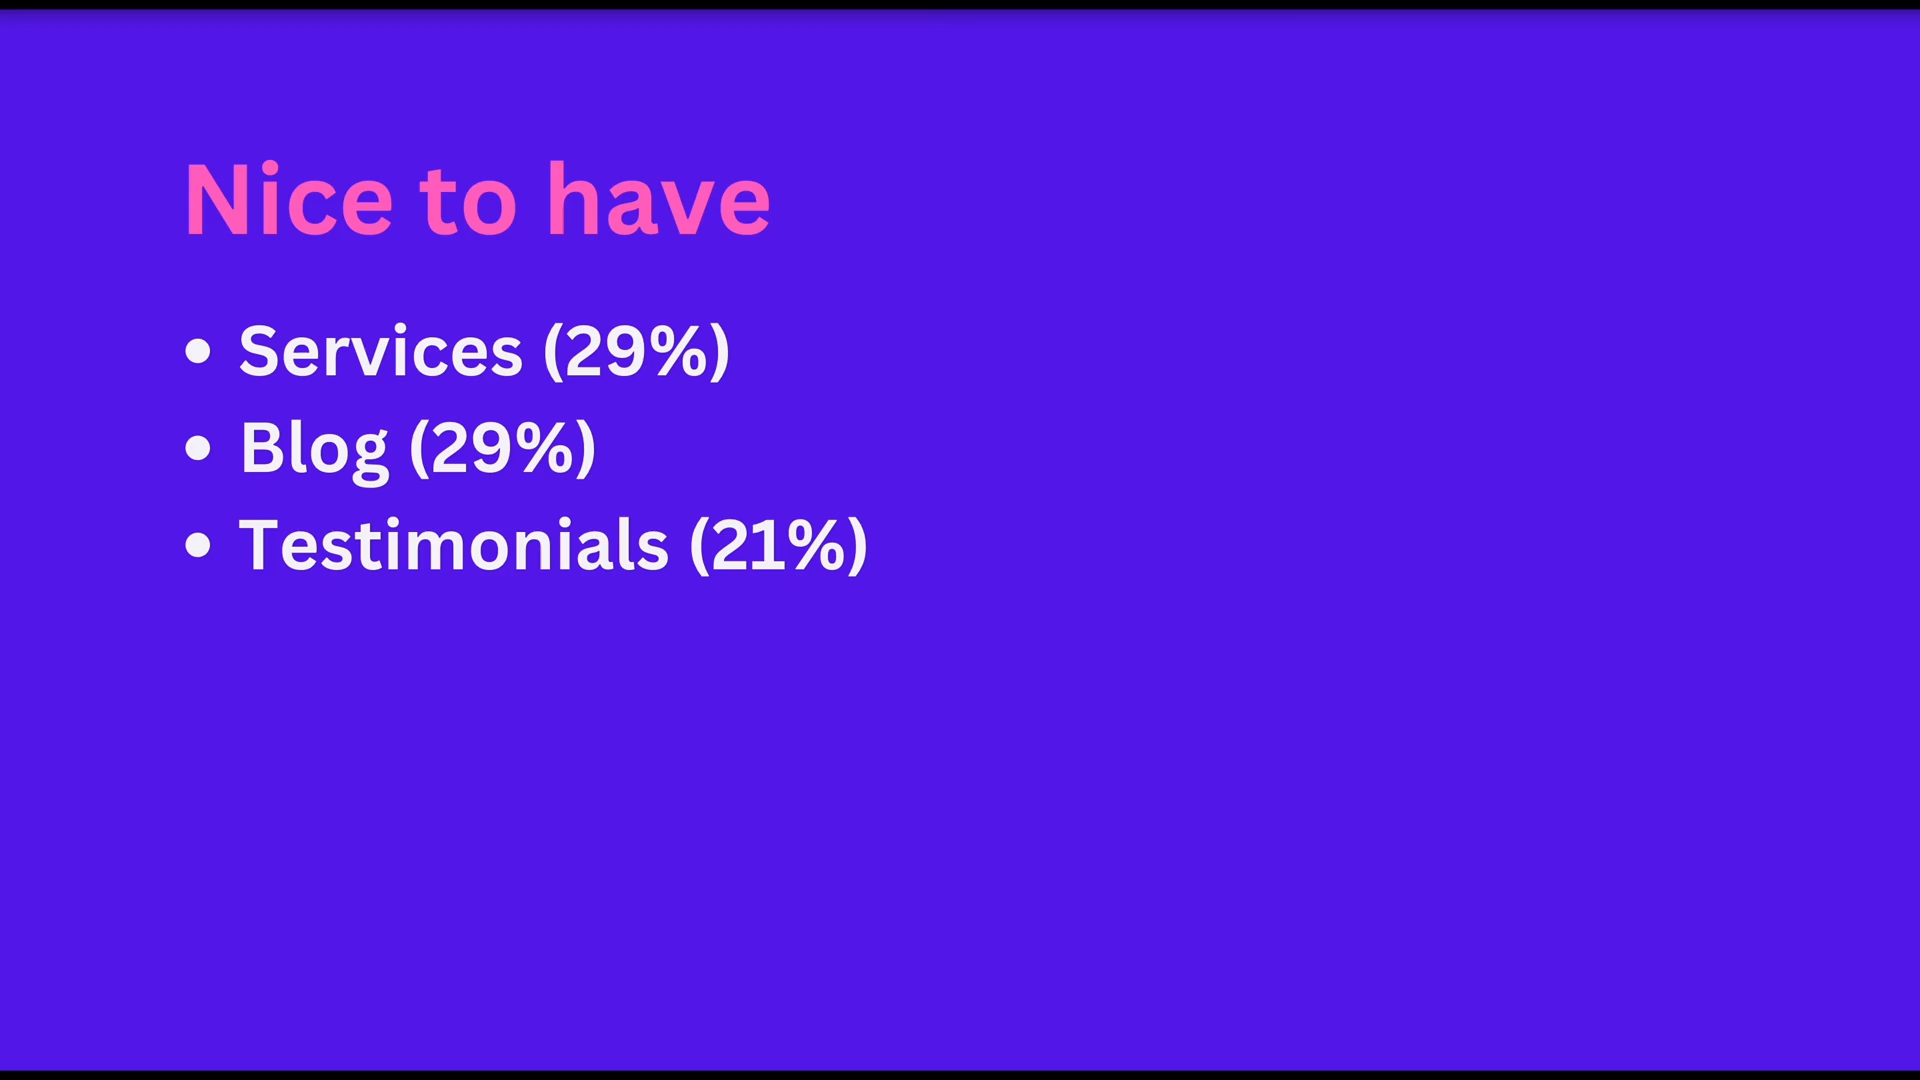 Nice to have
• Services (29%)
• Blog (29%)
• Testimonials (21%)